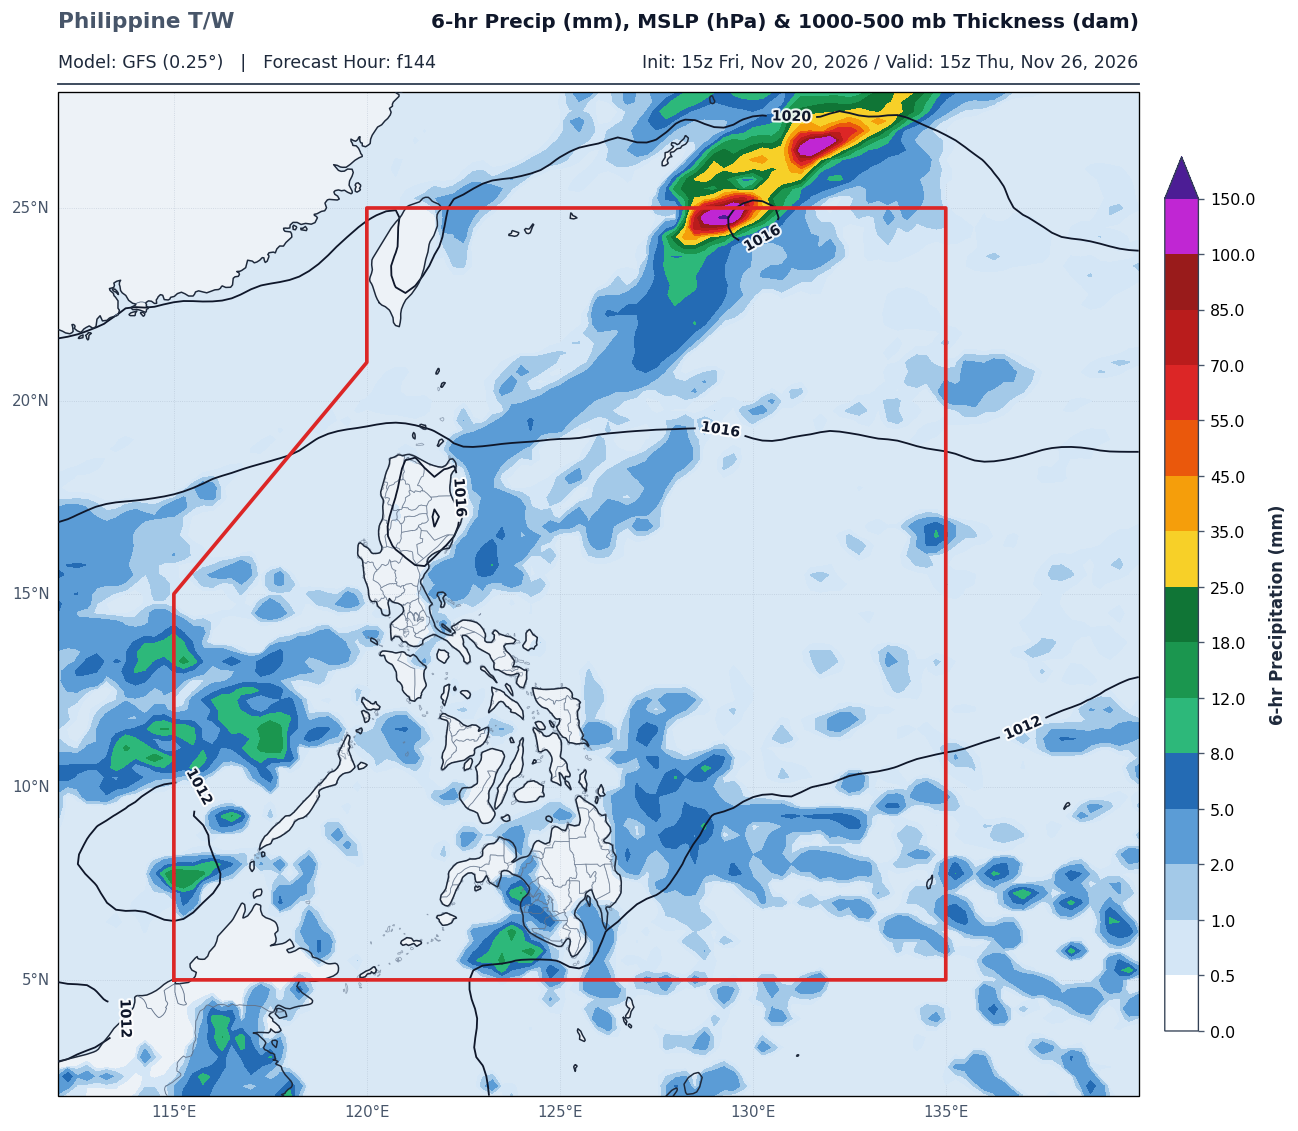 Philippine T/W
6-hr Precip (mm), MSLP (hPa) & 1000-500 mb Thickness (dam)
Model: GFS (0.25°) | Forecast Hour: f144
Init: 15z Fri, Nov 20, 2026 / Valid: 15z Thu, Nov 26, 2026
1020
1016
1016
1016
1012
1012
1012
25°N
20°N
15°N
10°N
5°N
115°E
120°E
125°E
130°E
135°E
150.0
100.0
85.0
70.0
55.0
45.0
35.0
25.0
18.0
12.0
8.0
5.0
2.0
1.0
0.5
0.0
6-hr Precipitation (mm)